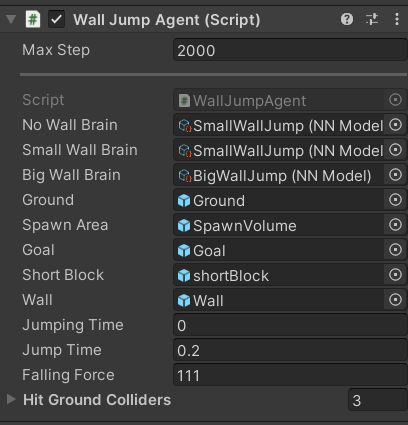 Wall Jump Agent (Script)
Max Step 2000
Script WallJumpAgent
No Wall Brain SmallWallJump (NN Model
Small Wall Brain SmallWallJump (NN Model
Big Wall Brain BigWallJump (NN Model)
Ground Ground
Spawn Area SpawnVolume
Goal Goal
Short Block shortBlock
Wall Wall
Jumping Time 0
Jump Time 0.2
Falling Force 111
Hit Ground Colliders 3